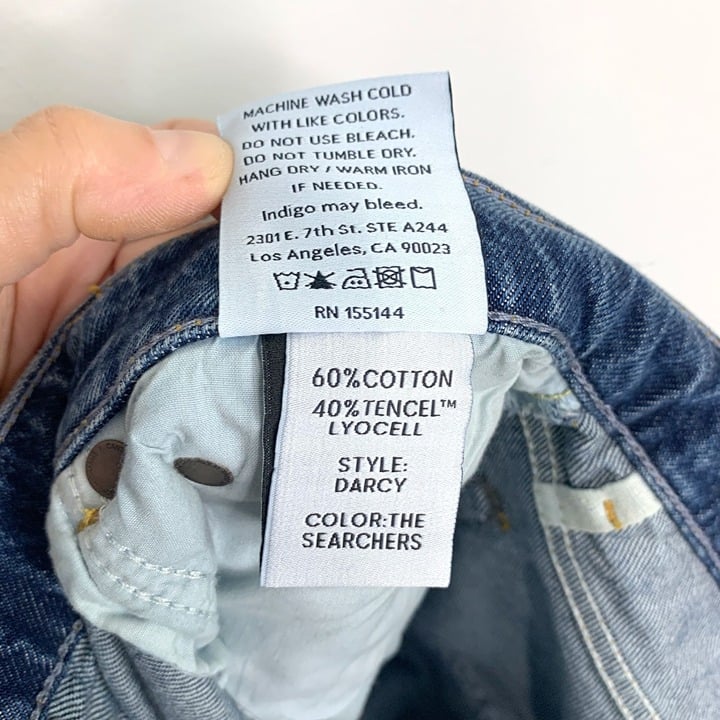 MACHINE WASH COLD
WITH LIKE COLORS.
DO NOT USE BLEACH.
DO NOT TUMBLE DRY.
HANG DRY / WARM IRON
IF NEEDED.
Indigo may bleed.
2301 E. 7th St. STE A244
Los Angeles, CA 90023
RN 155144
60%COTTON
40%TENCEL™
LYOCELL
STYLE:
DARCY
COLOR:THE
SEARCHERS